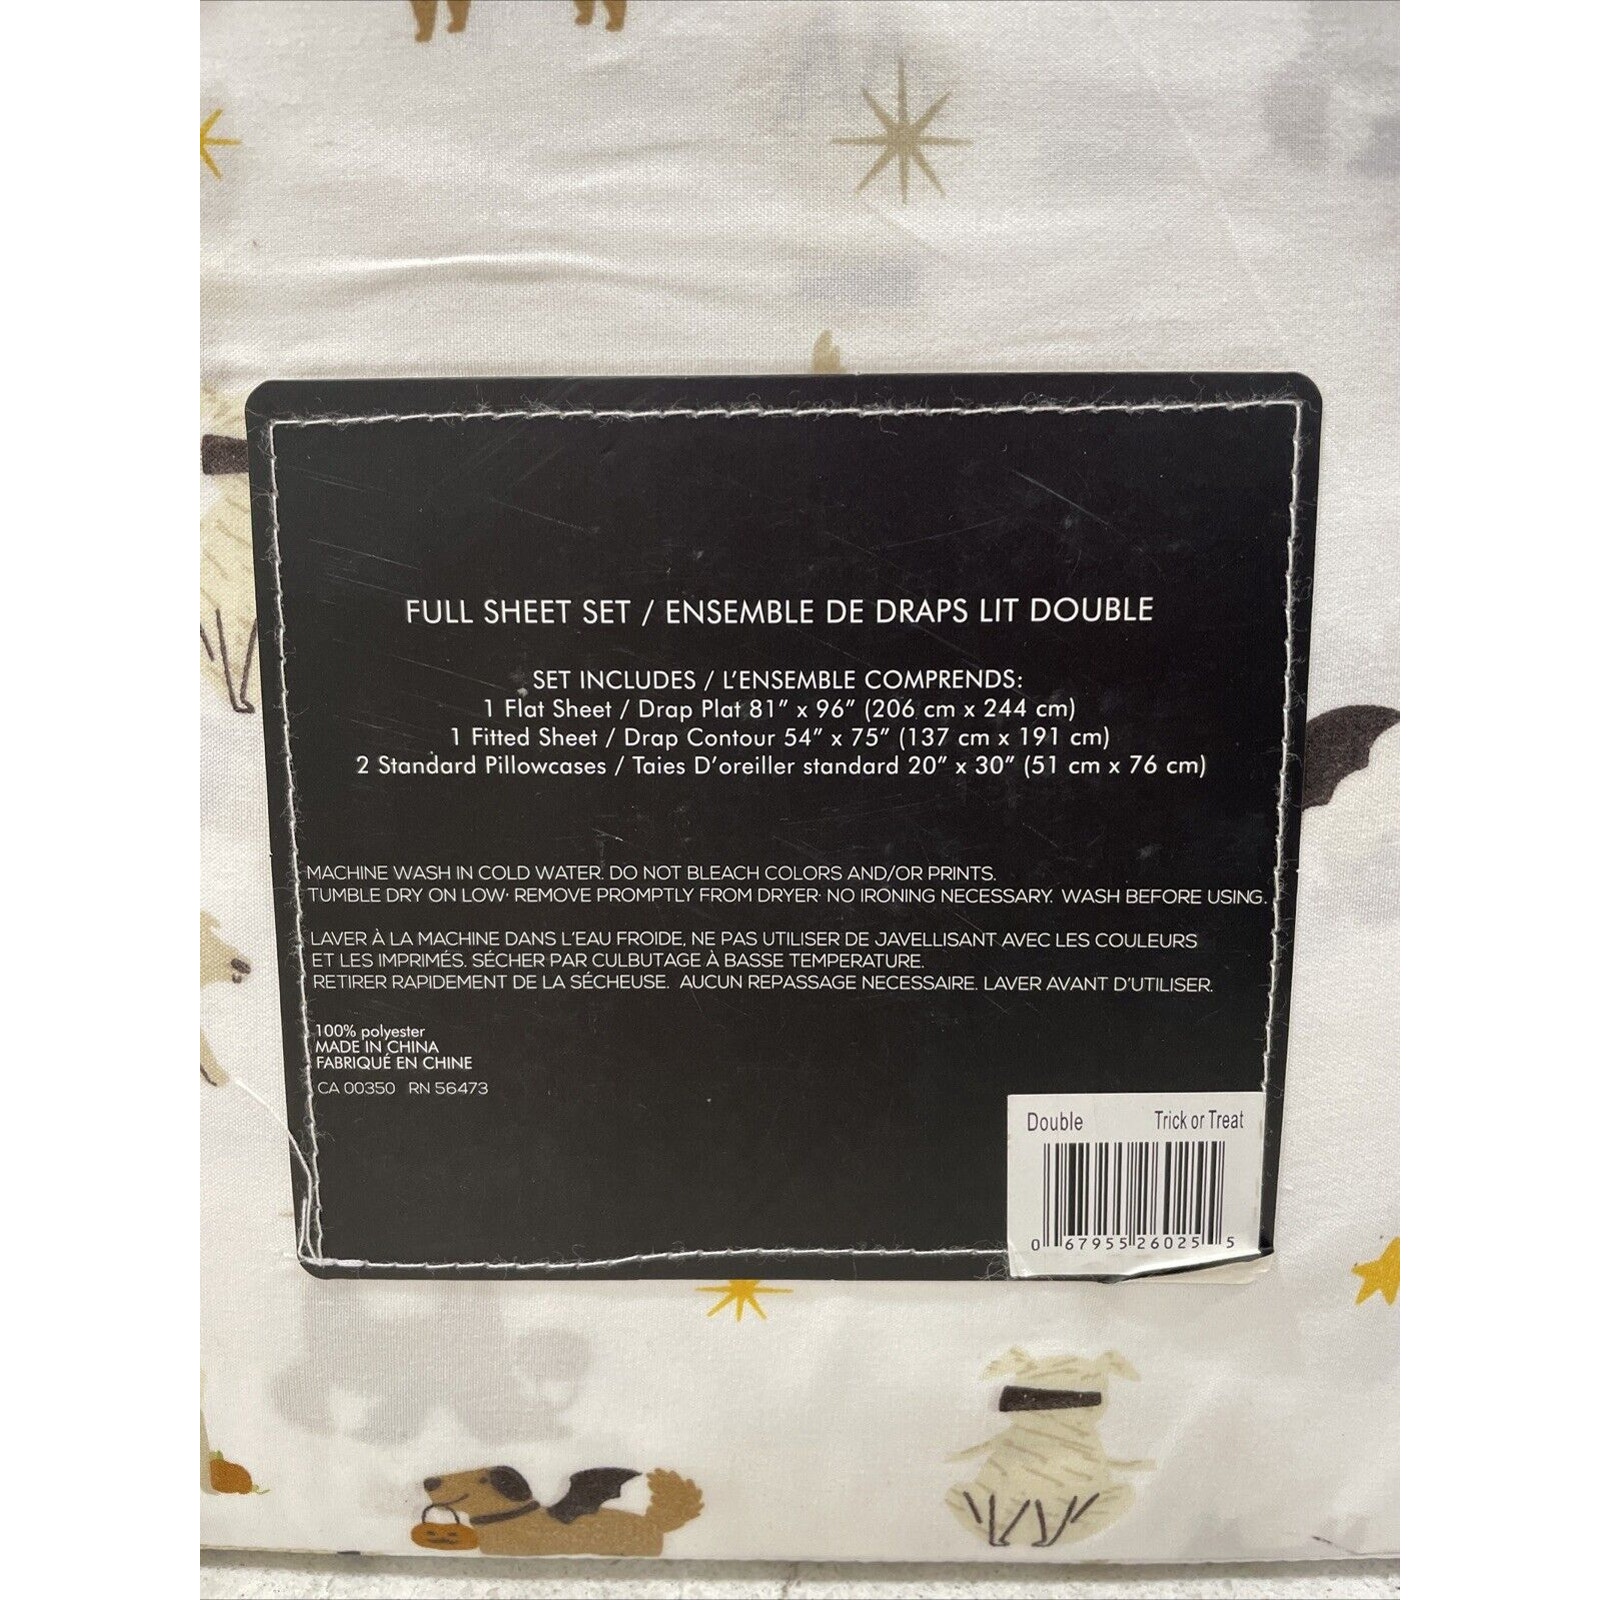 FULL SHEET SET / ENSEMBLE DE DRAPS LIT DOUBLE
SET INCLUDES / L'ENSEMBLE COMPRENDS:
1 Flat Sheet / Drap Plat 81" x 96" (206 cm x 244 cm)
1 Fitted Sheet / Drap Contour 54" x 75" (137 cm x 191 cm)
2 Standard Pillowcases / Taies D'oreiller standard 20" x 30" (51 cm x 76 cm)
MACHINE WASH IN COLD WATER. DO NOT BLEACH COLORS AND/OR PRINTS.
TUMBLE DRY ON LOW· REMOVE PROMPTLY FROM DRYER· NO IRONING NECESSARY. WASH BEFORE USING.
LAVER À LA MACHINE DANS L'EAU FROIDE, NE PAS UTILISER DE JAVELLISANT AVEC LES COULEURS
ET LES IMPRIMÉS. SÉCHER PAR CULBUTAGE À BASSE TEMPERATURE.
RETIRER RAPIDEMENT DE LA SÉCHEUSE. AUCUN REPASSAGE NECESSAIRE. LAVER AVANT D'UTILISER.
100% polyester
MADE IN CHINA
FABRIQUÉ EN CHINE
CA 00350 RN 56473
Double Trick or Treat
0 67955 26025 5